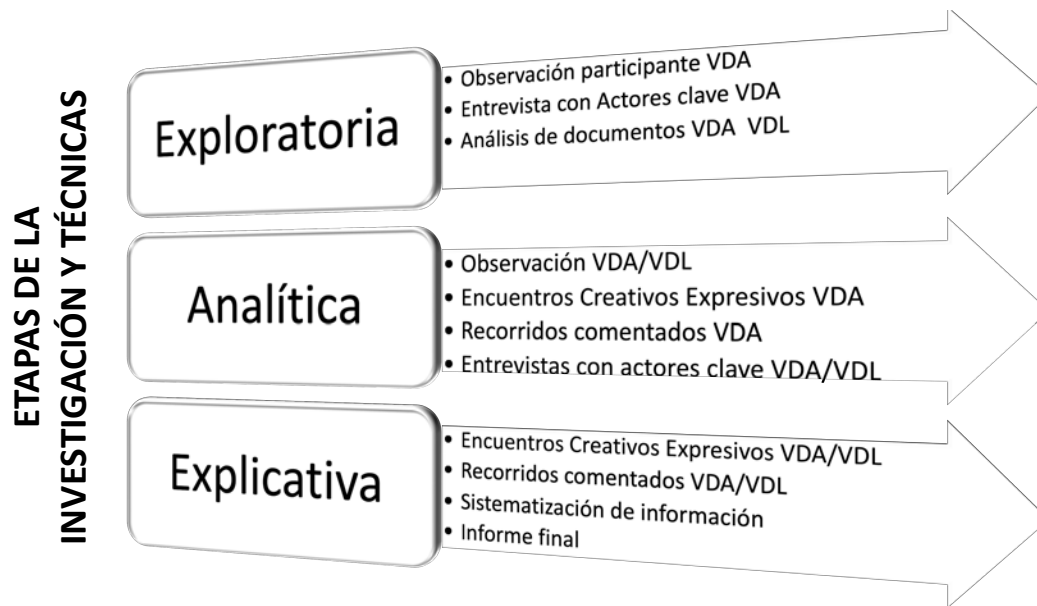 ETAPAS DE LA
INVESTIGACIÓN Y TÉCNICAS
Exploratoria
• Observación participante VDA
• Entrevista con Actores clave VDA
• Análisis de documentos VDA VDL
Analítica
• Observación VDA/VDL
• Encuentros Creativos Expresivos VDA
• Recorridos comentados VDA
• Entrevistas con actores clave VDA/VDL
Explicativa
• Encuentros Creativos Expresivos VDA/VDL
• Recorridos comentados VDA/VDL
• Sistematización de información
• Informe final